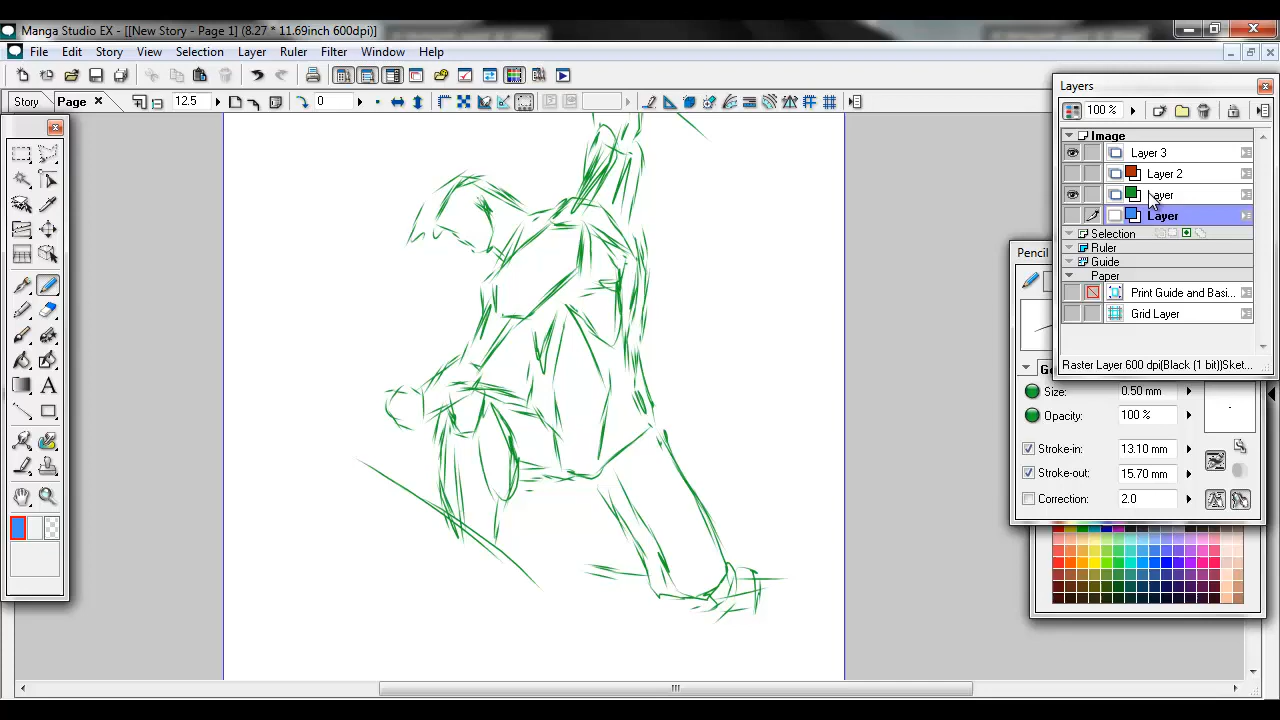 Manga Studio EX - [[New Story - Page 1] (8.27 * 11.69inch 600dpi)]
File Edit Story View Selection Layer Ruler Filter Window Help
Story Page 12.5 0
Layers
100 %
Image
Layer 3
Layer 2
Layer
Layer
Selection
Ruler
Guide
Paper
Print Guide and Basi...
Grid Layer
Raster Layer 600 dpi(Black (1 bit))Sket...
Pencil
Size: 0.50 mm
Opacity: 100 %
Stroke-in: 13.10 mm
Stroke-out: 15.70 mm
Correction: 2.0